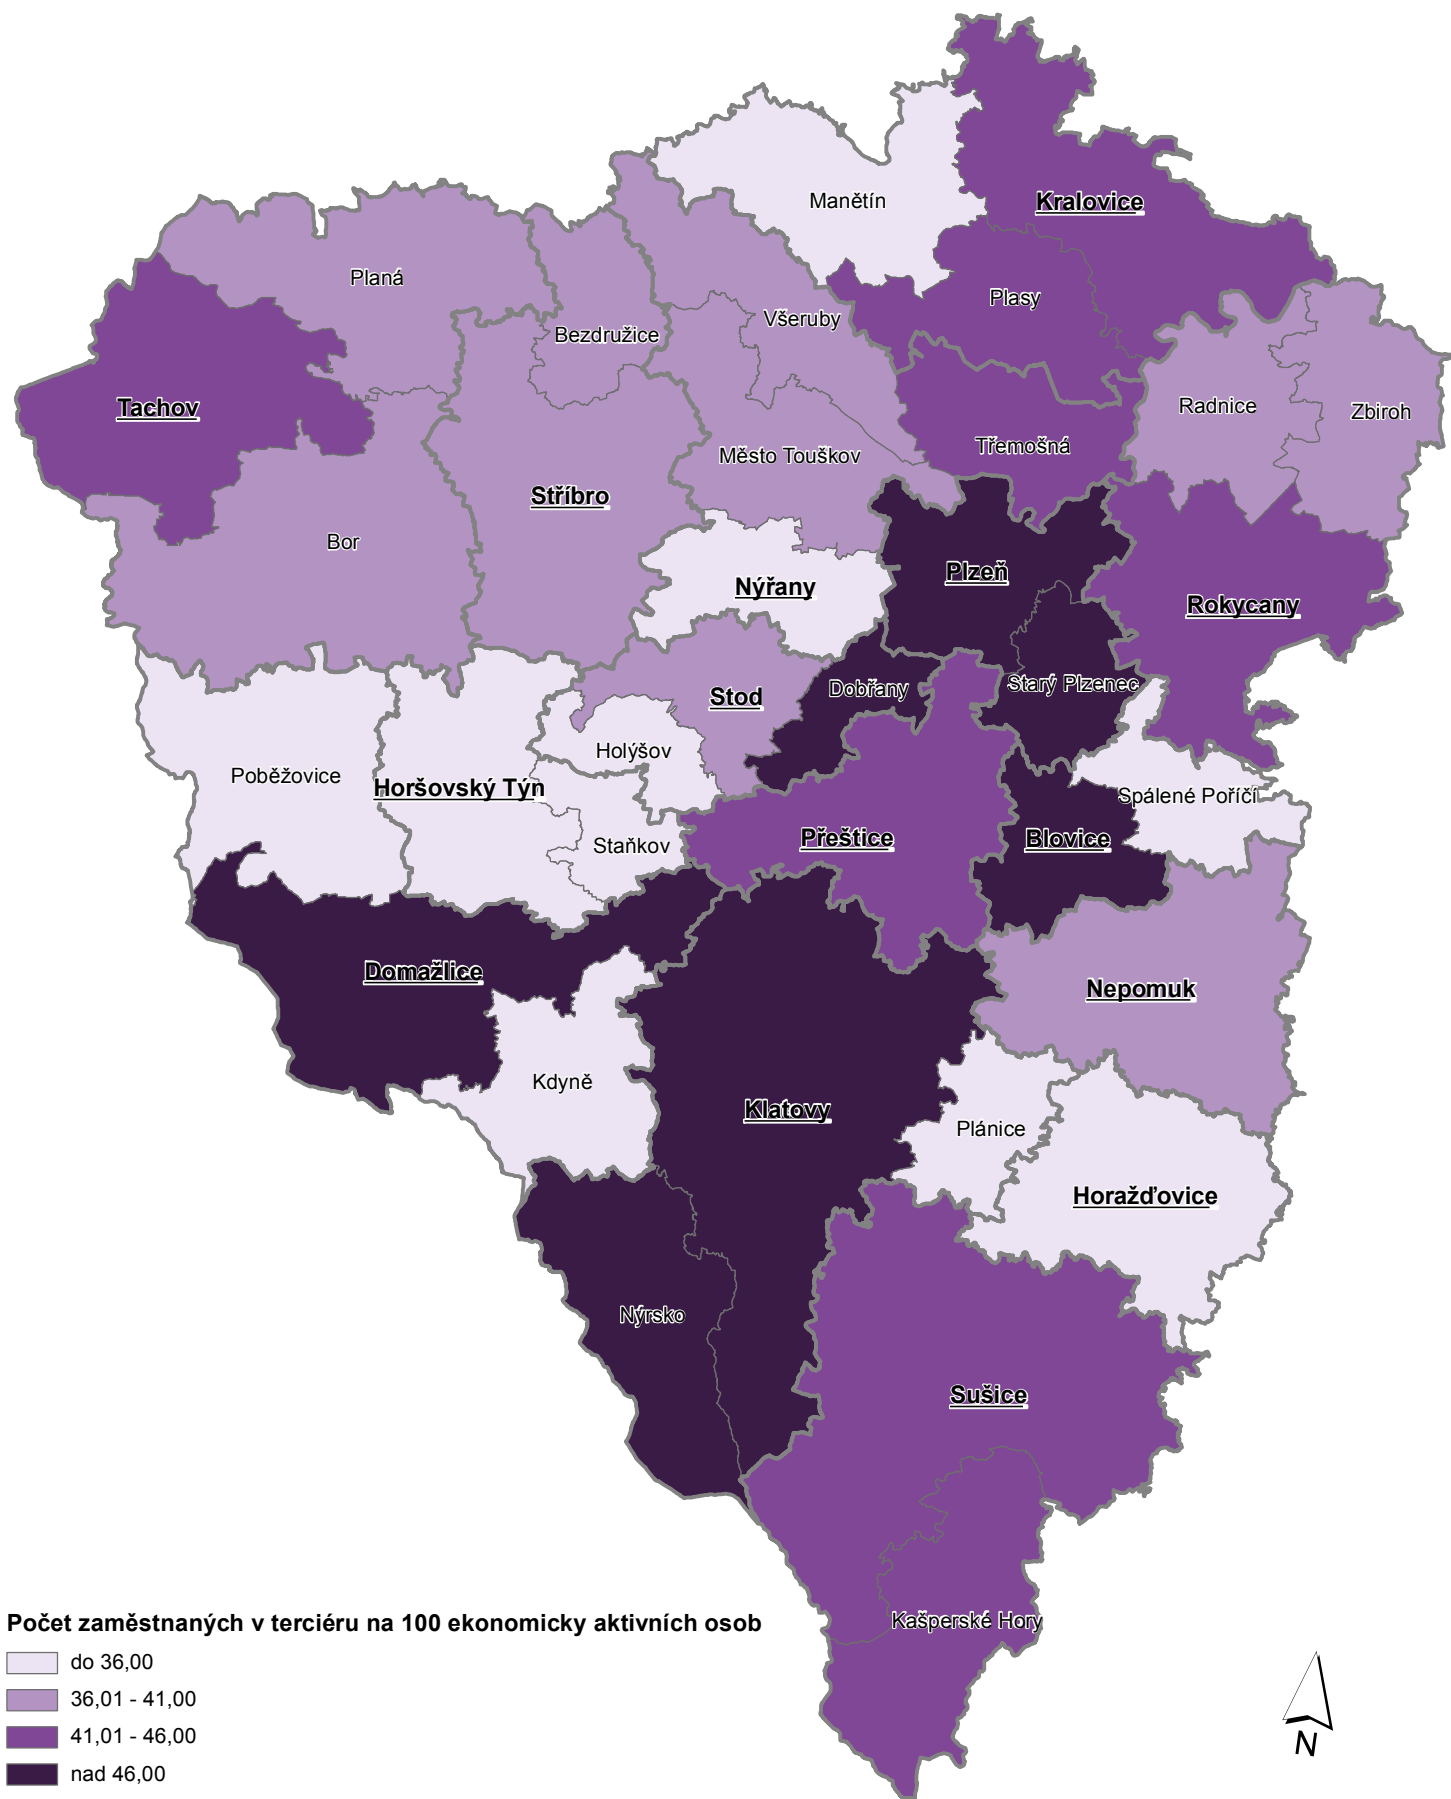 Manětín
Kralovice
Planá
Plasy
Všeruby
Bezdružice
Tachov
Radnice
Zbiroh
Třemošná
Město Touškov
Stříbro
Bor
Plzeň
Nýřany
Rokycany
Dobřany
Starý Plzenec
Stod
Holýšov
Poběžovice
Horšovský Týn
Spálené Poříčí
Přeštice
Blovice
Staňkov
Domažlice
Nepomuk
Kdyně
Klatovy
Plánice
Horažďovice
Nýrsko
Sušice
Kašperské Hory
Počet zaměstnaných v terciéru na 100 ekonomicky aktivních osob
do 36,00
36,01 - 41,00
41,01 - 46,00
nad 46,00
N